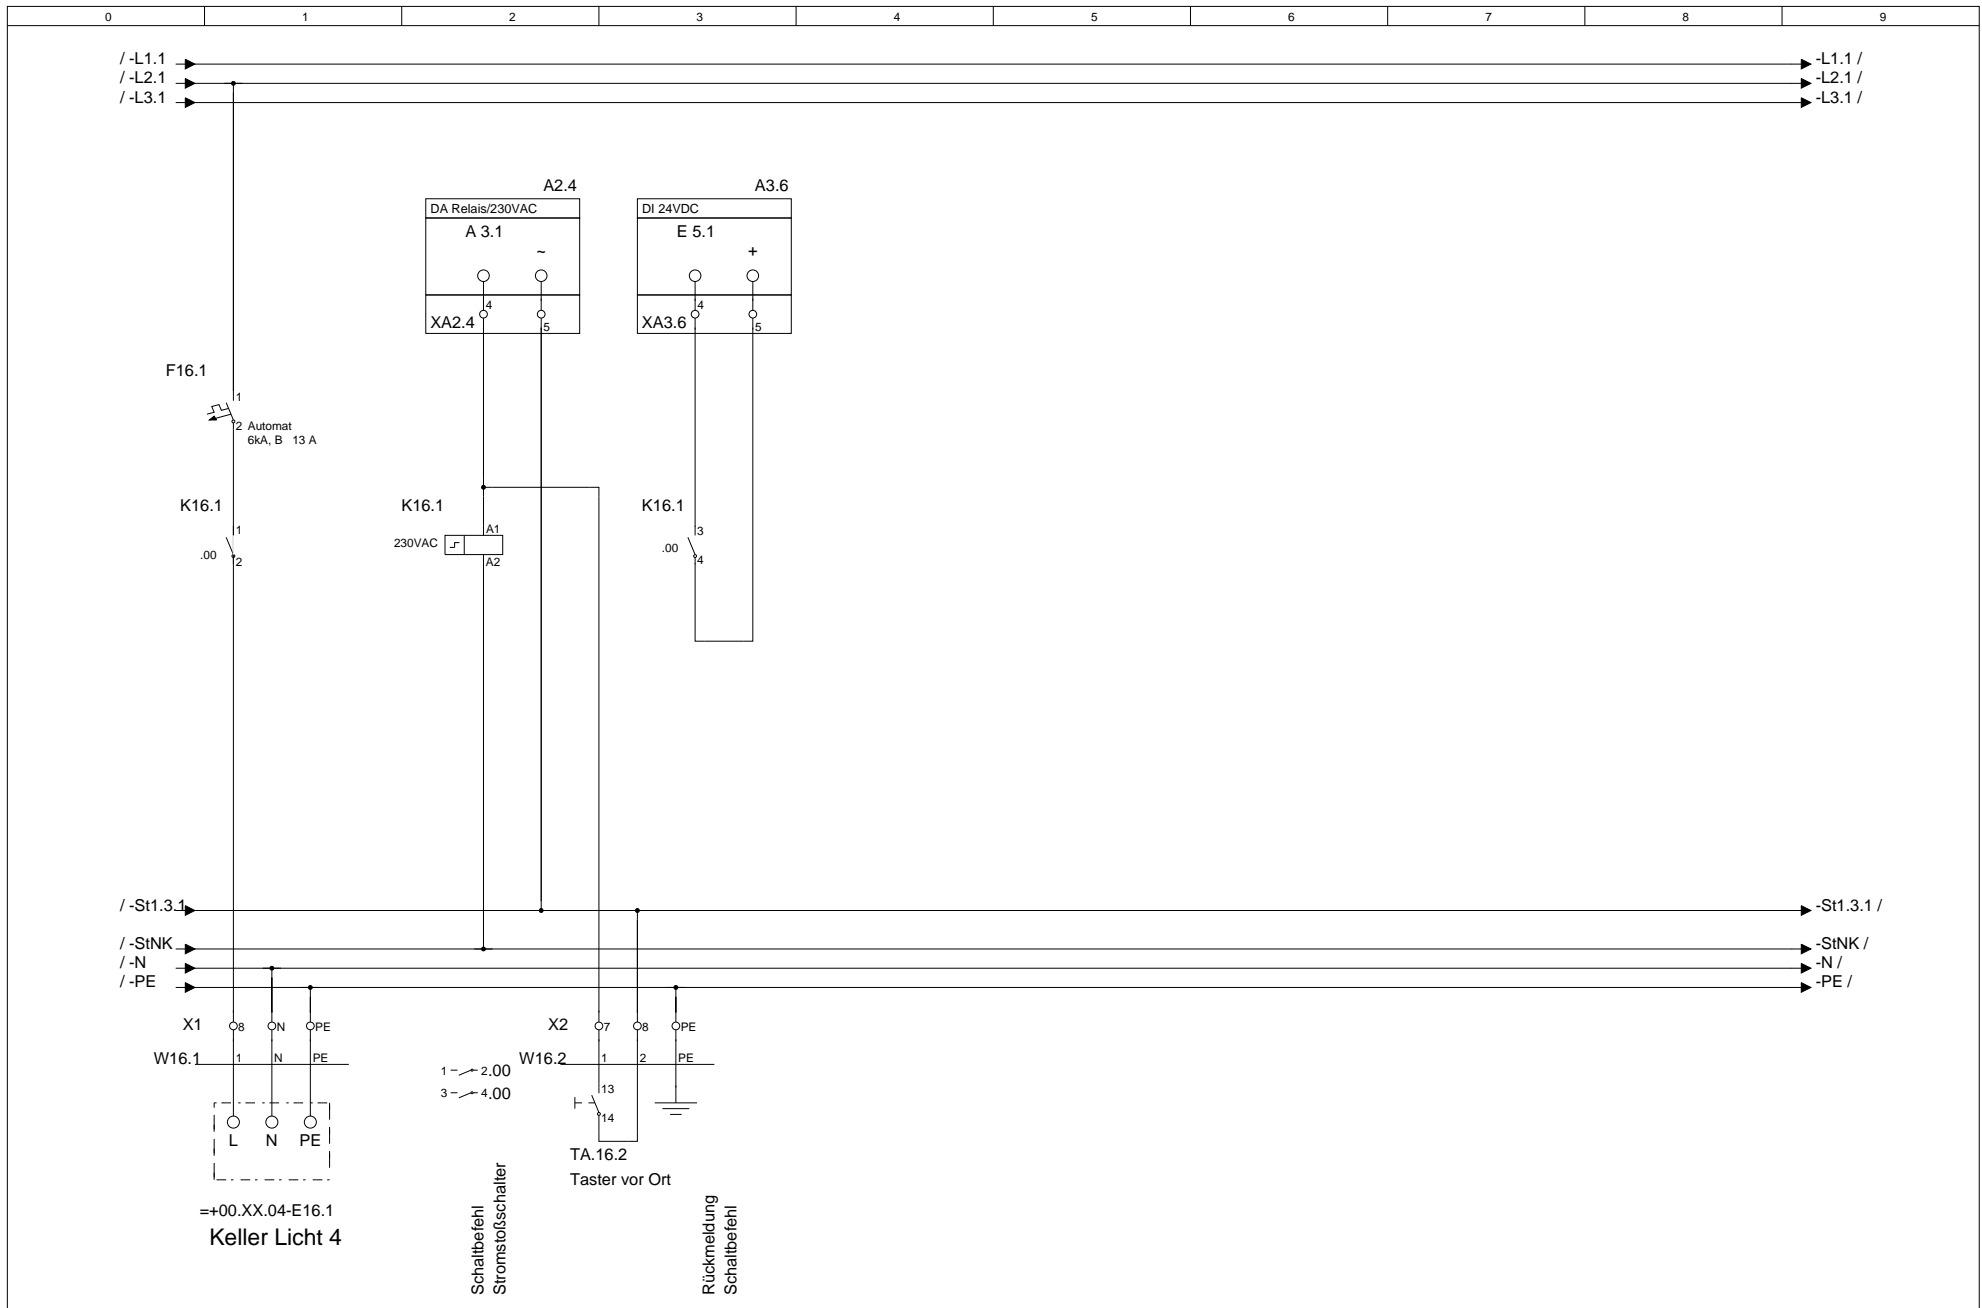 0 1 2 3 4 5 6 7 8 9
/ -L1.1 -L1.1 /
/ -L2.1 -L2.1 /
/ -L3.1 -L3.1 /
A2.4 A3.6
DA Relais/230VAC DI 24VDC
A 3.1 E 5.1
~ +
4 4
XA2.4 5 XA3.6 5
F16.1
1
2 Automat
6kA, B 13 A
K16.1 K16.1 K16.1
1 A1 3
230VAC
.00 .00
2 A2 4
/ -St1.3.1 -St1.3.1 /
/ -StNK -StNK /
/ -N -N /
/ -PE -PE /
X1 8 N PE X2 7 8 PE
W16.1 1 N PE W16.2 1 2 PE
1 2.00
3 4.00
13
14
L N PE
TA.16.2
Taster vor Ort
=+00.XX.04-E16.1
Keller Licht 4
Schaltbefehl
Stromstoßschalter
Rückmeldung
Schaltbefehl